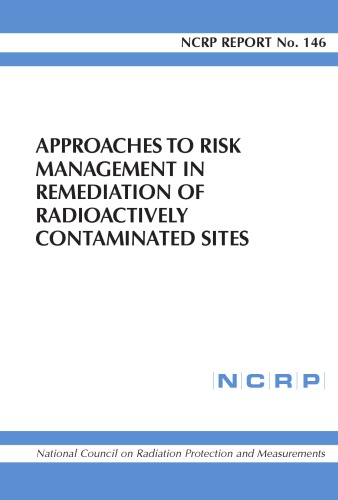 NCRP REPORT No. 146
APPROACHES TO RISK
MANAGEMENT IN
REMEDIATION OF
RADIOACTIVELY
CONTAMINATED SITES
NCRP
National Council on Radiation Protection and Measurements